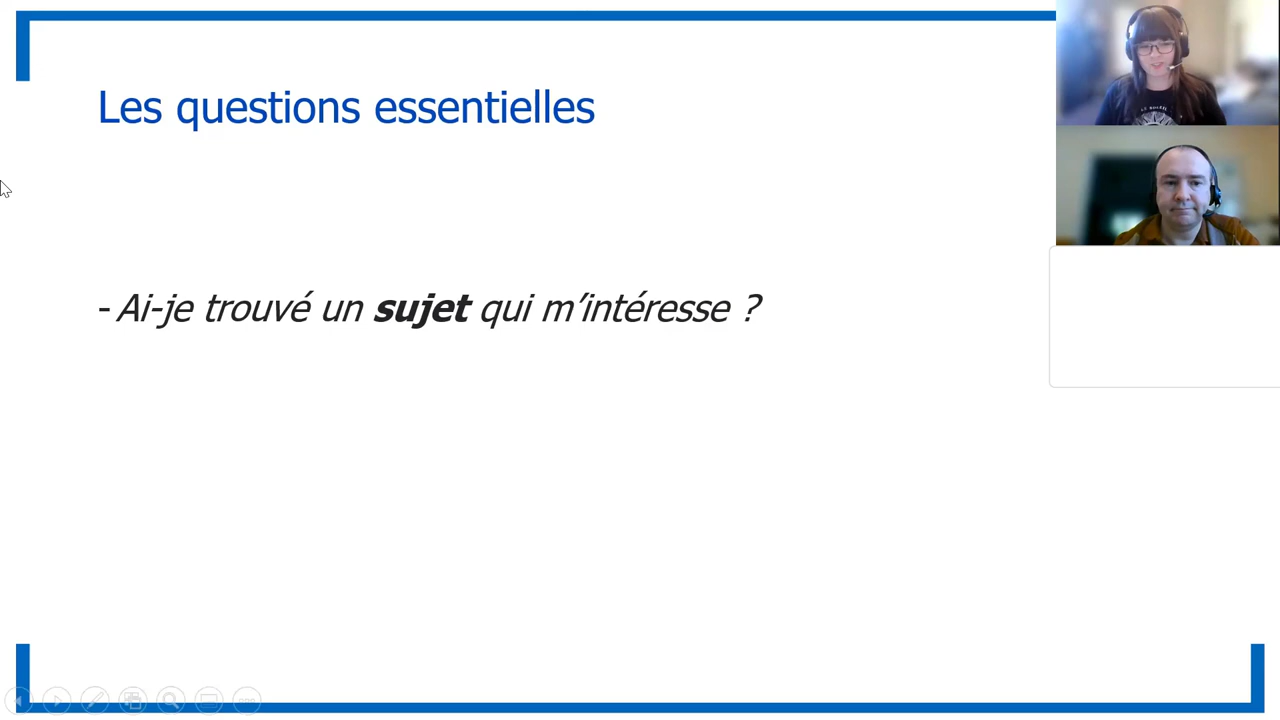 Les questions essentielles
- Ai-je trouvé un sujet qui m’intéresse ?